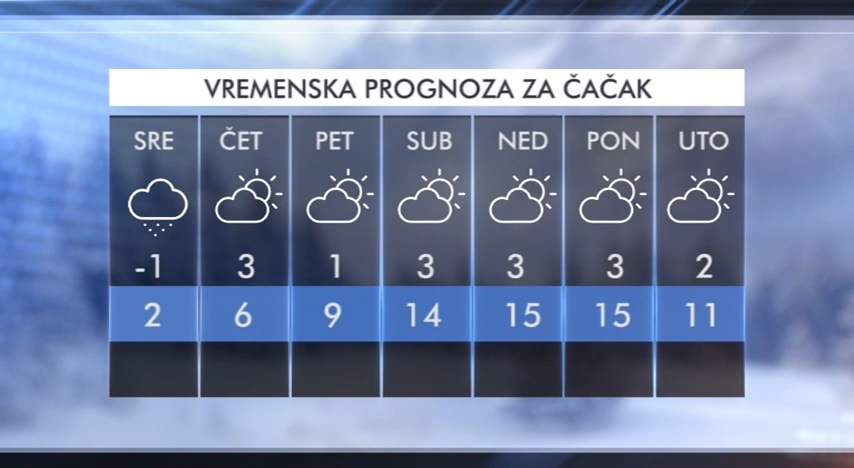 VREMENSKA PROGNOZA ZA ČAČAK
SRE ČET PET SUB NED PON UTO
-1 3 1 3 3 3 2
2 6 9 14 15 15 11